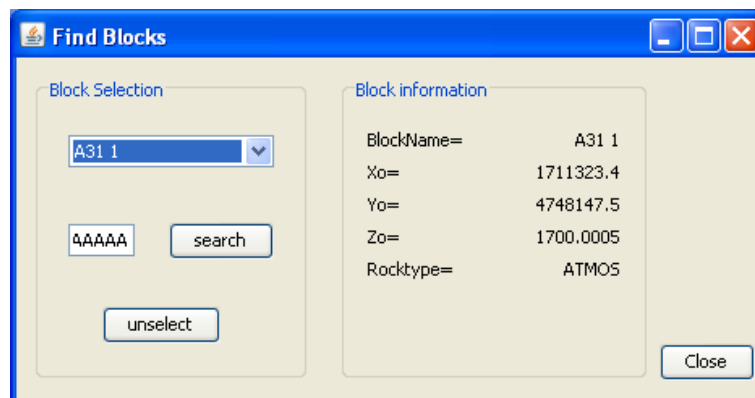 Find Blocks
Block Selection
A31 1
AAAAA
search
unselect
Block information
BlockName= A31 1
Xo= 1711323.4
Yo= 4748147.5
Zo= 1700.0005
Rocktype= ATMOS
Close